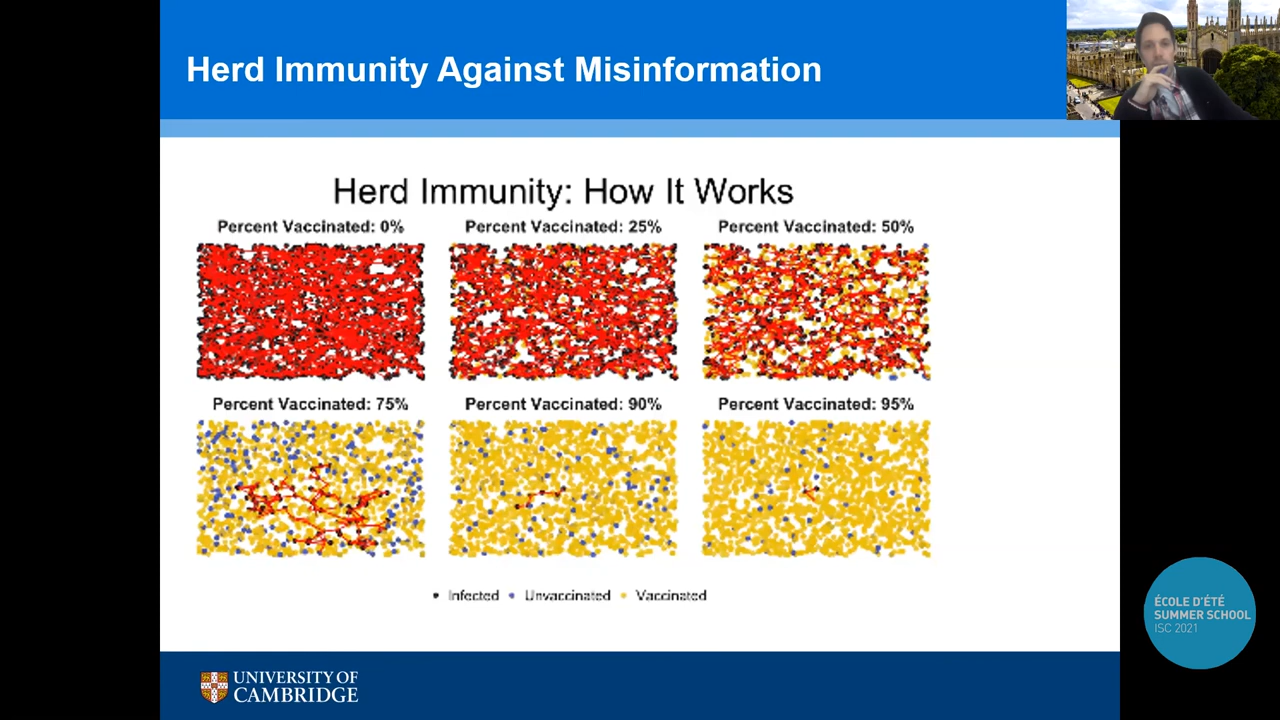 Herd Immunity Against Misinformation
Herd Immunity: How It Works
Percent Vaccinated: 0%
Percent Vaccinated: 25%
Percent Vaccinated: 50%
Percent Vaccinated: 75%
Percent Vaccinated: 90%
Percent Vaccinated: 95%
Infected
Unvaccinated
Vaccinated
UNIVERSITY OF
CAMBRIDGE
ÉCOLE D'ÉTÉ
SUMMER SCHOOL
ISC 2021